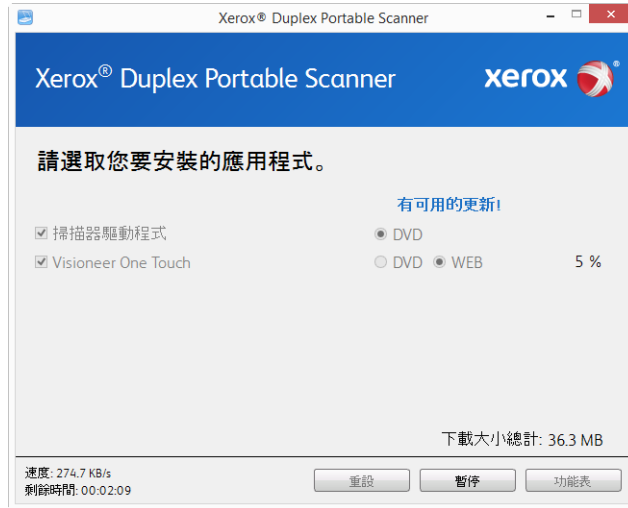 Xerox® Duplex Portable Scanner
Xerox® Duplex Portable Scanner
xerox®
請選取您要安裝的應用程式。
有可用的更新!
掃描器驅動程式 DVD
Visioneer One Touch DVD WEB 5 %
下載大小總計: 36.3 MB
速度: 274.7 KB/s
剩餘時間: 00:02:09
重設 暫停 功能表